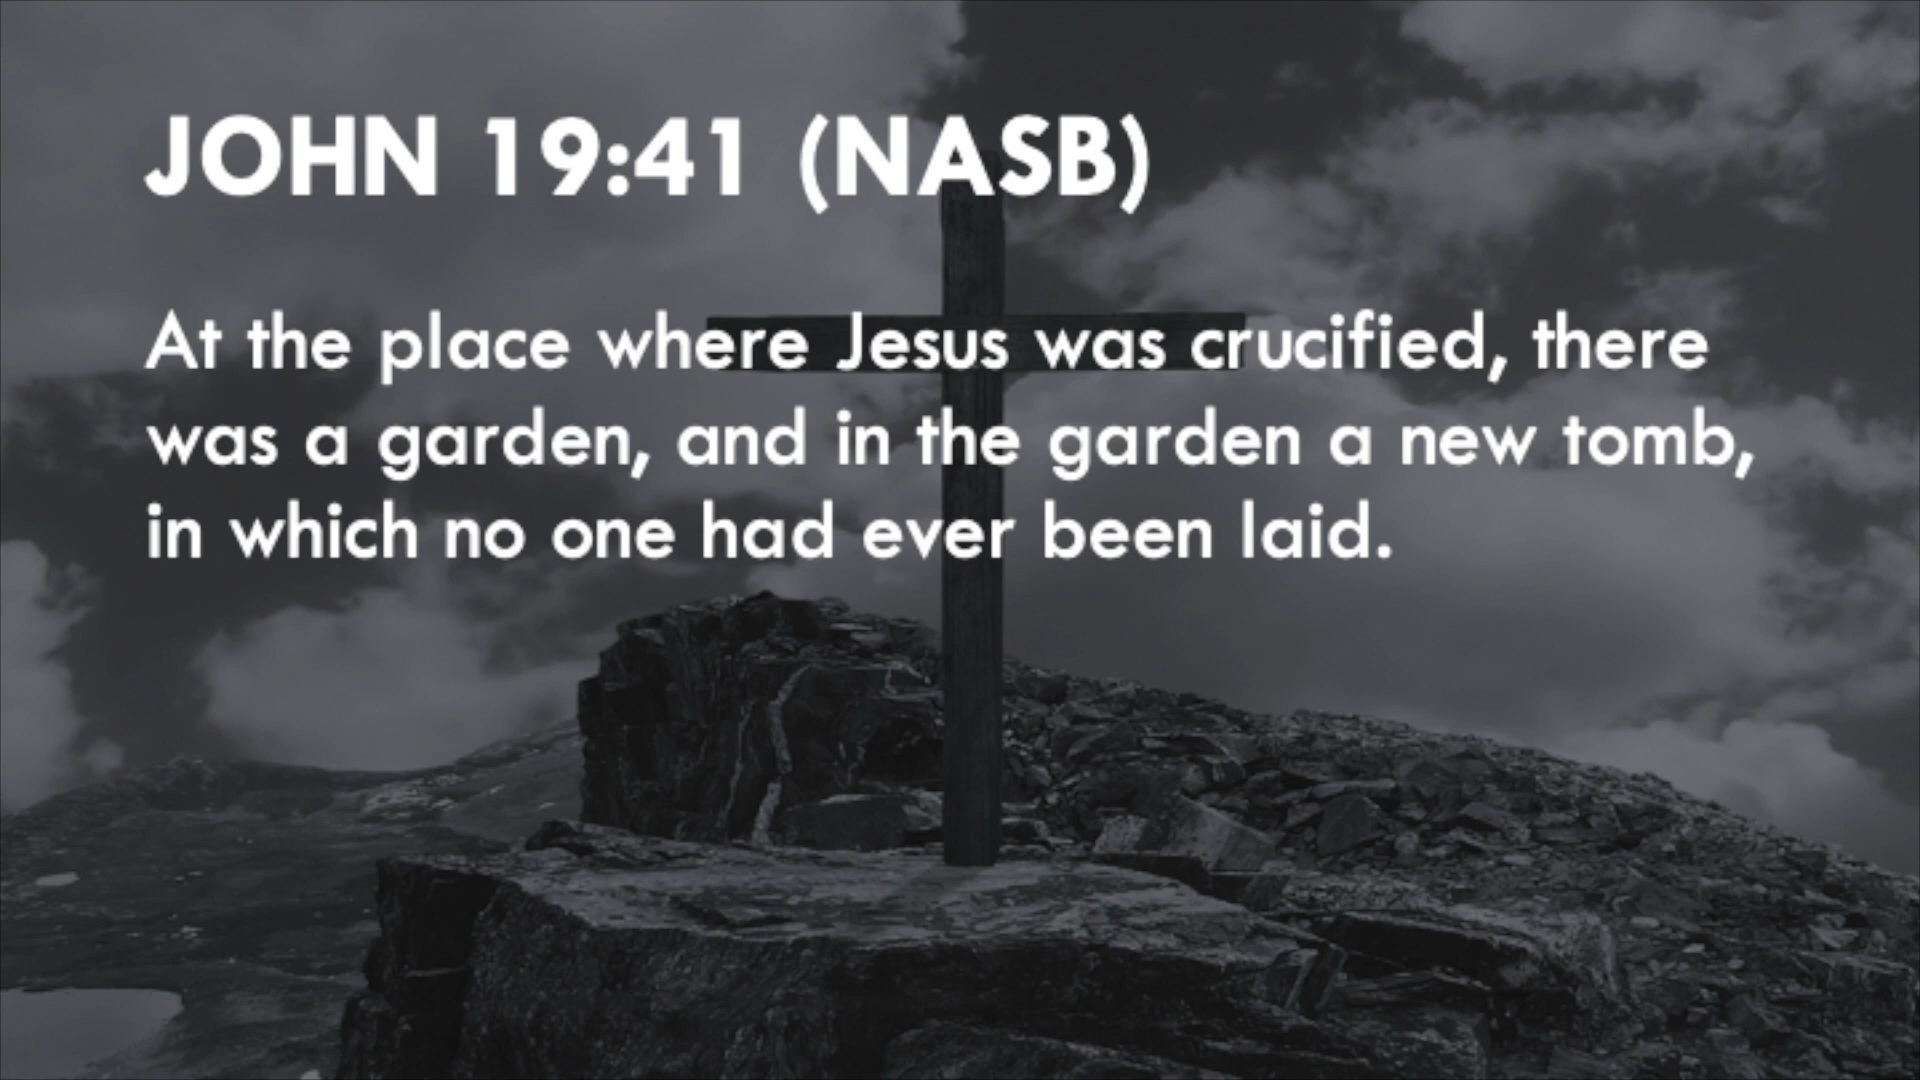 JOHN 19:41 (NASB)
At the place where Jesus was crucified, there
was a garden, and in the garden a new tomb,
in which no one had ever been laid.